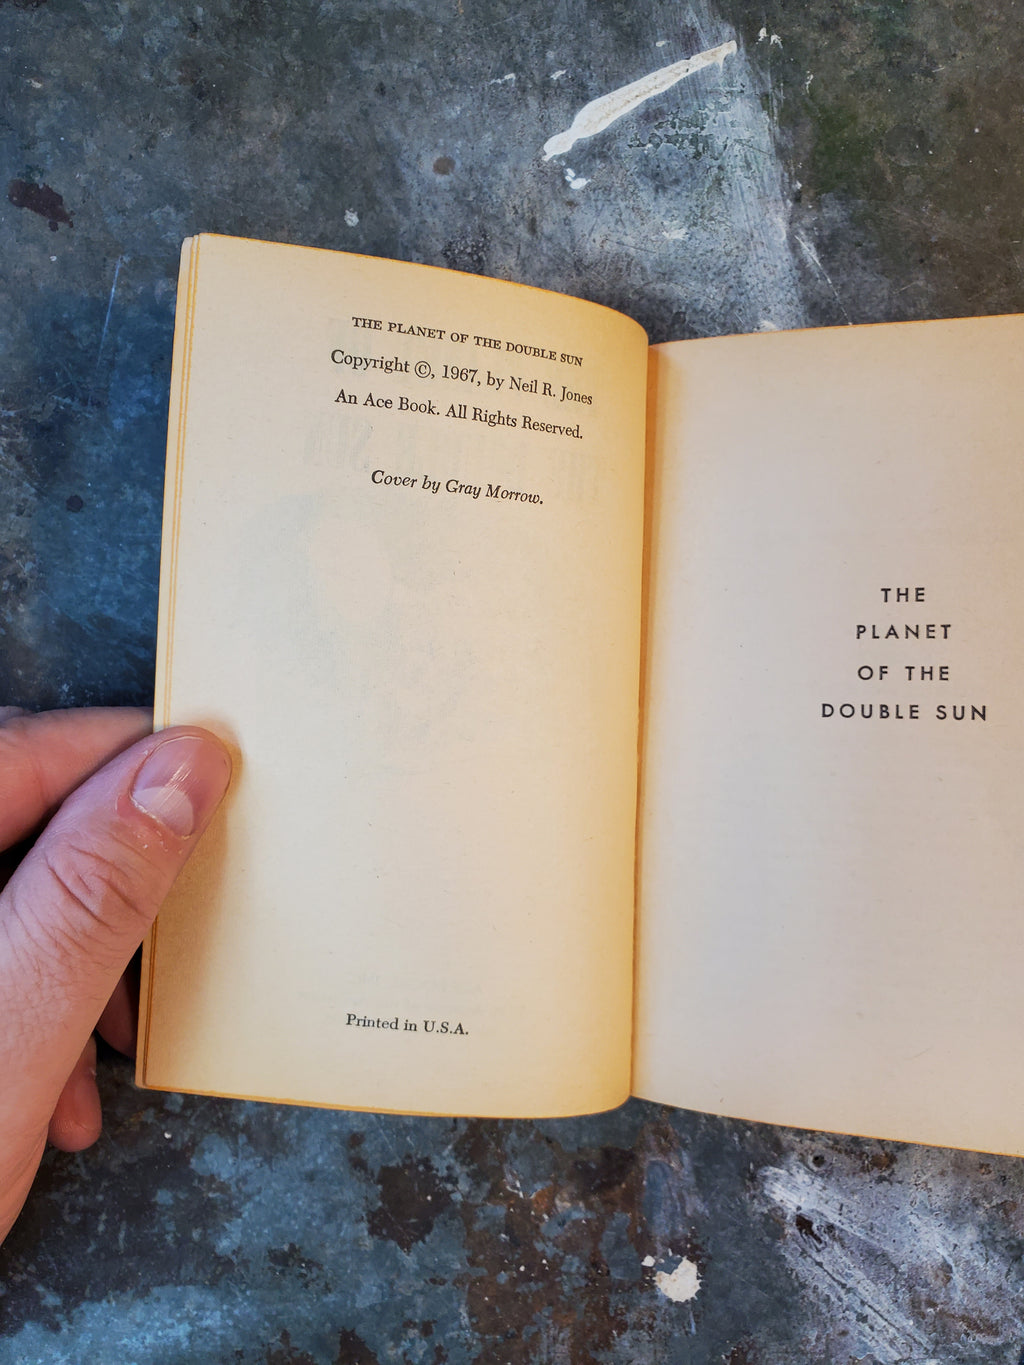 THE PLANET OF THE DOUBLE SUN
Copyright ©, 1967, by Neil R. Jones
An Ace Book. All Rights Reserved.
Cover by Gray Morrow.
Printed in U.S.A.
THE
PLANET
OF THE
DOUBLE SUN